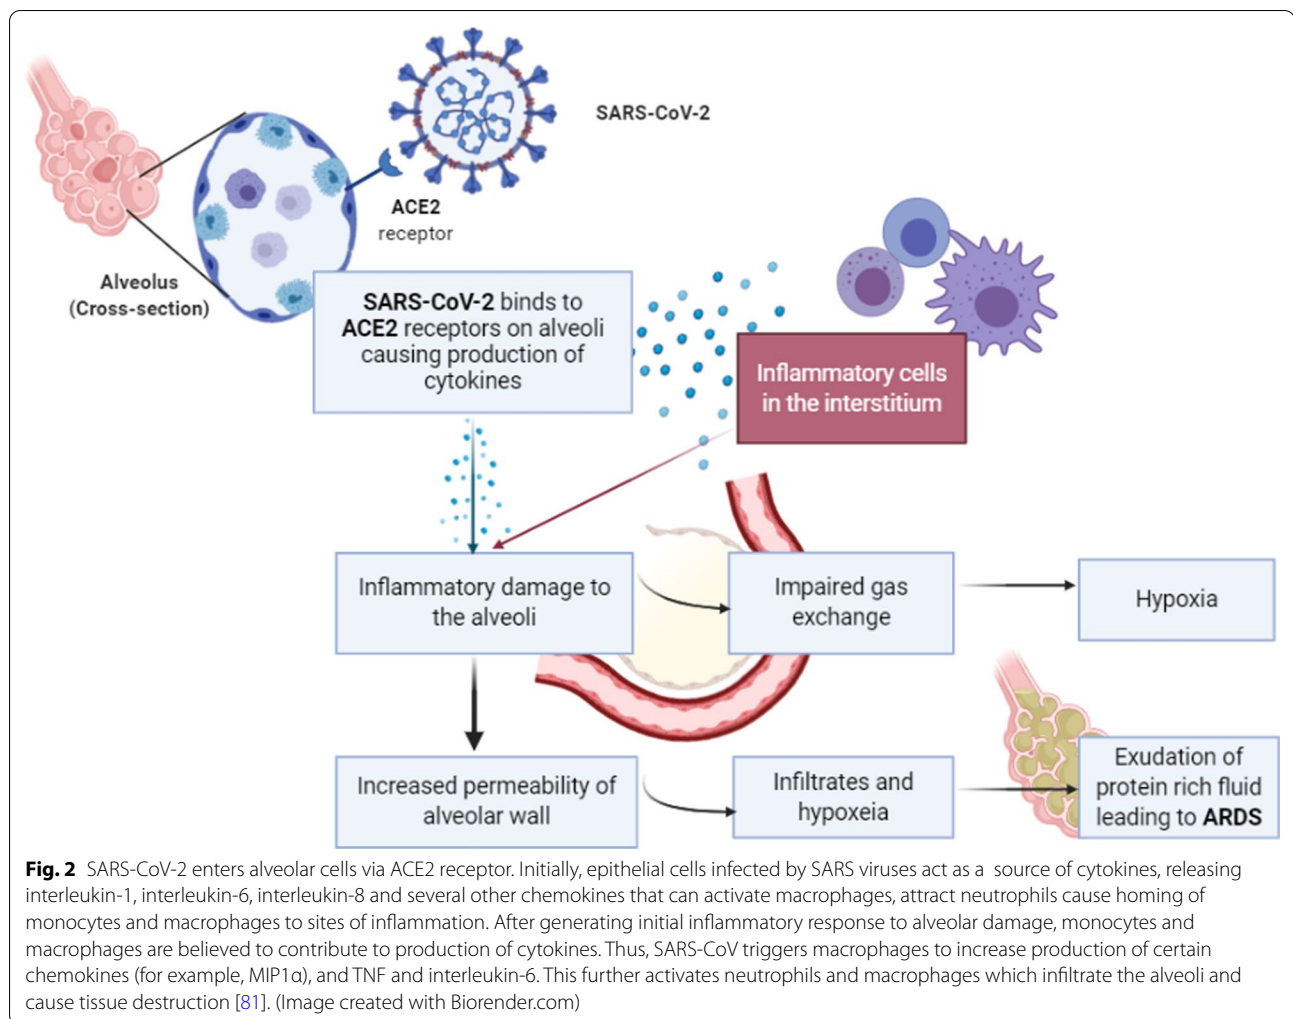 SARS-CoV-2
ACE2
receptor
Alveolus
(Cross-section)
SARS-CoV-2 binds to
ACE2 receptors on alveoli
causing production of
cytokines
Inflammatory cells
in the interstitium
Inflammatory damage to
the alveoli
Impaired gas
exchange
Hypoxia
Increased permeability of
alveolar wall
Infiltrates and
hypoxeia
Exudation of
protein rich fluid
leading to ARDS
Fig. 2 SARS-CoV-2 enters alveolar cells via ACE2 receptor. Initially, epithelial cells infected by SARS viruses act as a source of cytokines, releasing
interleukin-1, interleukin-6, interleukin-8 and several other chemokines that can activate macrophages, attract neutrophils cause homing of
monocytes and macrophages to sites of inflammation. After generating initial inflammatory response to alveolar damage, monocytes and
macrophages are believed to contribute to production of cytokines. Thus, SARS-CoV triggers macrophages to increase production of certain
chemokines (for example, MIP1α), and TNF and interleukin-6. This further activates neutrophils and macrophages which infiltrate the alveoli and
cause tissue destruction [81]. (Image created with Biorender.com)